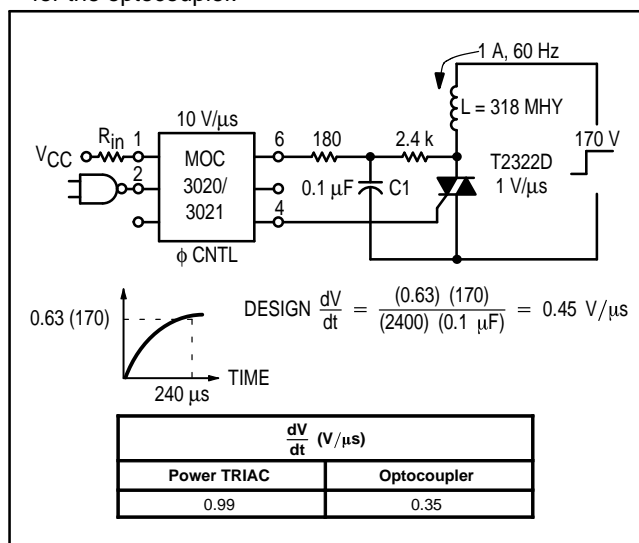 for the optocoupler.
1 A, 60 Hz
10 V/μs
L = 318 MHY
VCC
Rin
1
MOC
3020/
3021
6
180
2.4 k
170 V
2
0.1 μF
C1
T2322D
1 V/μs
4
φ CNTL
0.63 (170)
DESIGN dV/dt = (0.63) (170) / (2400) (0.1 μF) = 0.45 V/μs
TIME
240 μs
dV/dt (V/μs)
Power TRIAC Optocoupler
0.99 0.35